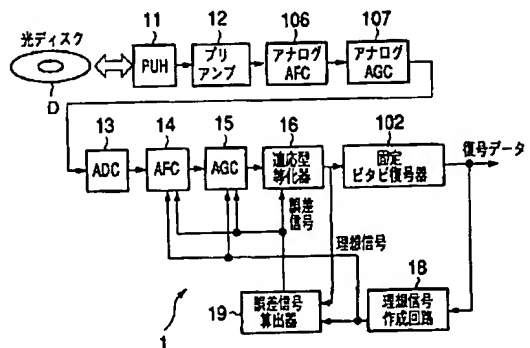 光ディスク
D
11
PUH
12
プリ
アンプ
106
アナログ
AFC
107
アナログ
AGC
13
ADC
14
AFC
15
AGC
16
適応型
等化器
102
固定
ビタビ復号器
復号データ
誤差
信号
理想信号
19
誤差信号
算出器
18
理想信号
作成回路
1